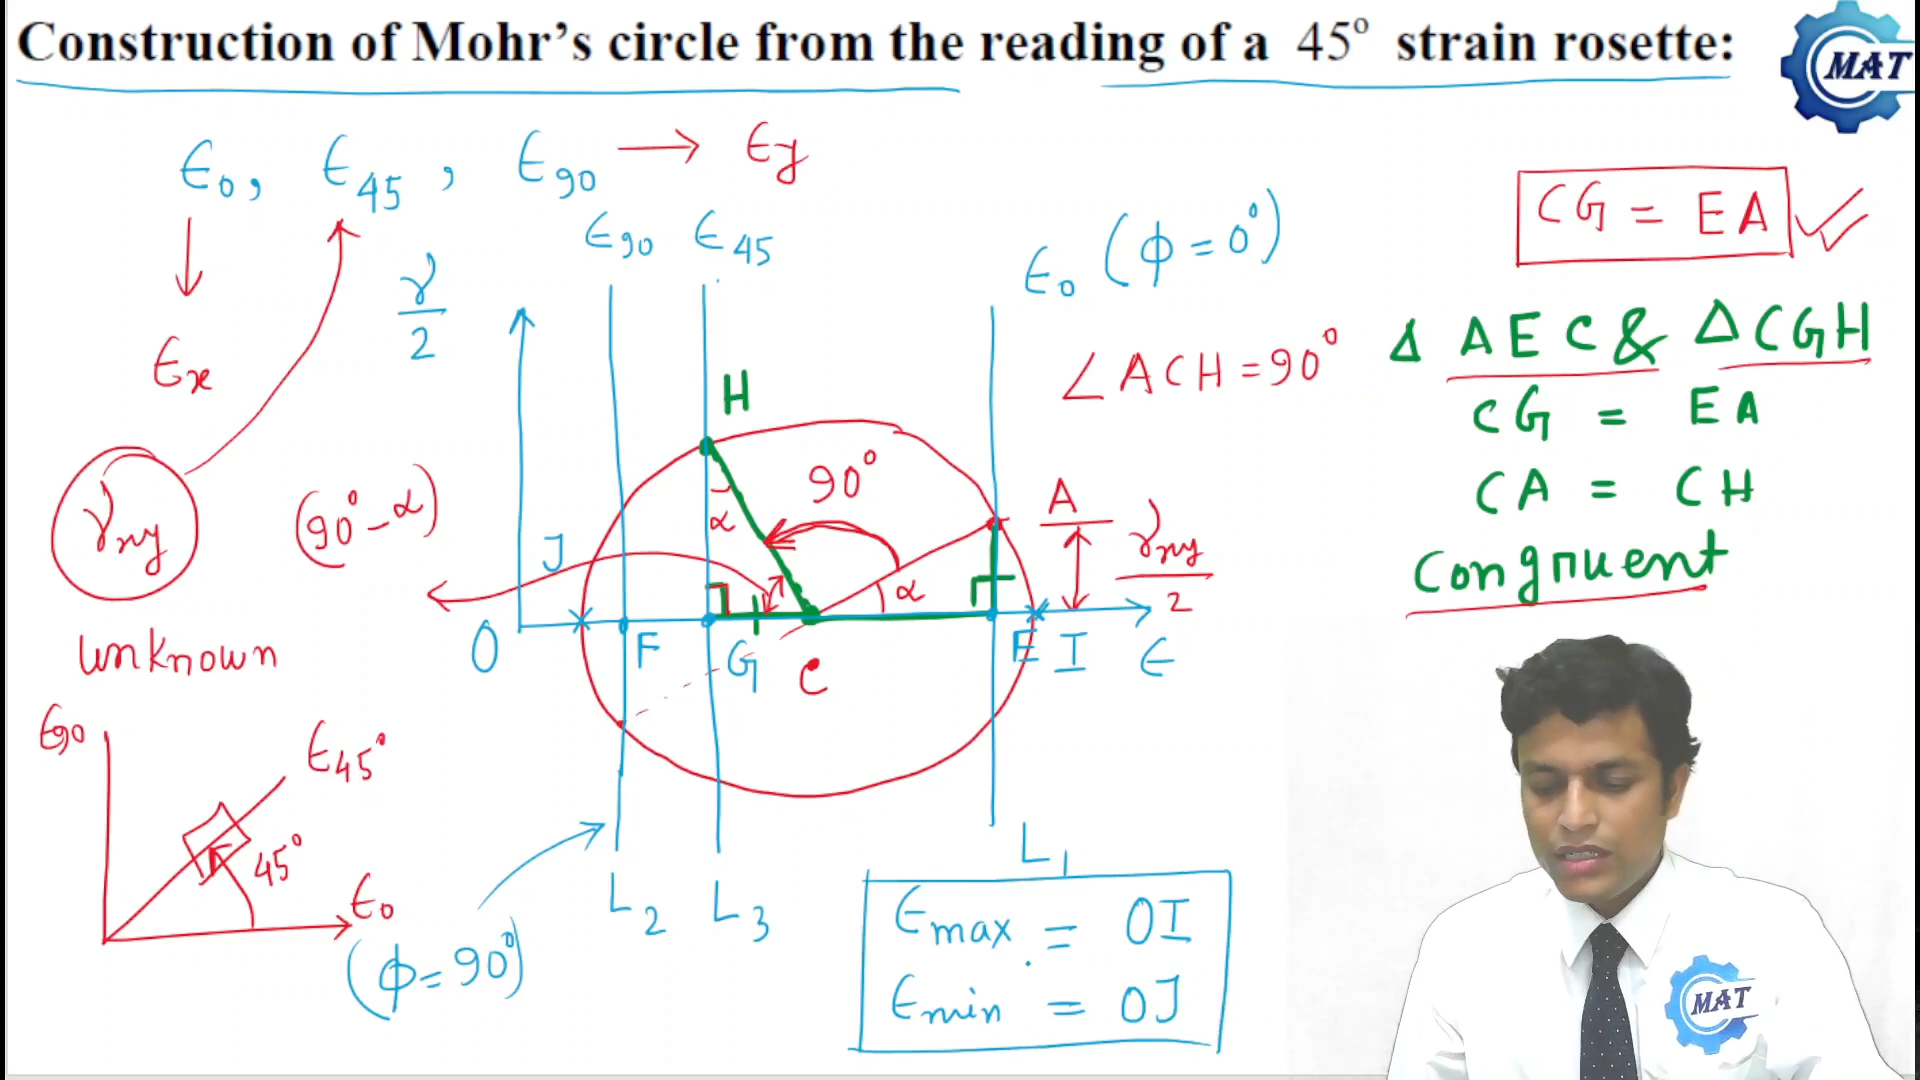 Construction of Mohr's circle from the reading of a 45° strain rosette:
MAT
ϵ0, ϵ45, ϵ90 → ϵy
ϵx
γxy
unknown
ϵ90 ϵ45 ϵ0 (ϕ=0°)
γ/2
H
∠ACH=90°
90°
(90°-α)
J
α
α
A
γxy/2
O F G C E I ϵ
ϵ90
ϵ45°
45°
ϵ0
(ϕ=90°)
L2 L3 L1
ϵmax = OI
ϵmin = OJ
CG = EA
Δ AEC & ΔCGH
CG = EA
CA = CH
Congruent
MAT